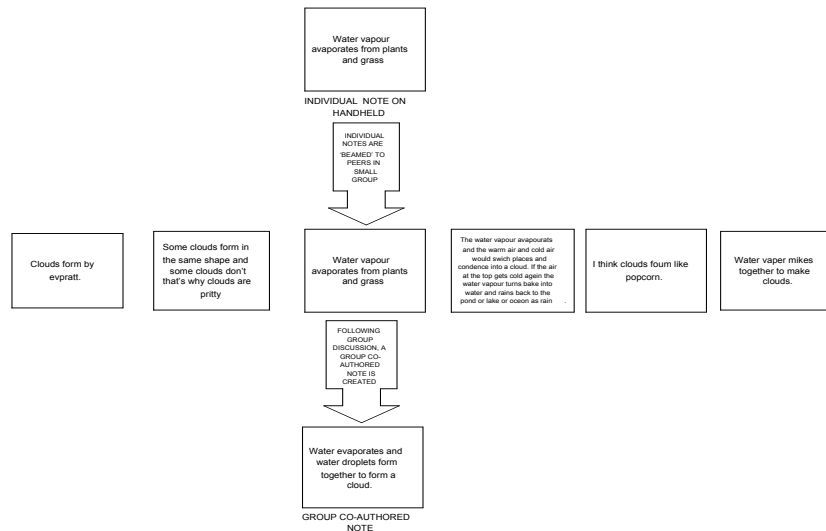 Water vapour
avaporates from plants
and grass
INDIVIDUAL NOTE ON
HANDHELD
INDIVIDUAL
NOTES ARE
'BEAMED' TO
PEERS IN
SMALL
GROUP
Clouds form by
evpratt.
Some clouds form in
the same shape and
some clouds don't
that's why clouds are
pritty
Water vapour
avaporates from plants
and grass
The water vapour avapourats
and the warm air and cold air
would swich places and
condence into a cloud. If the air
at the top gets cold agein the
water vapour turns bake into
water and rains back to the
pond or lake or oceon as rain .
I think clouds foum like
popcorn.
Water vaper mikes
together to make
clouds.
FOLLOWING
GROUP
DISCUSSION, A
GROUP CO-
AUTHORED
NOTE IS
CREATED
Water evaporates and
water droplets form
together to form a
cloud.
GROUP CO-AUTHORED
NOTE